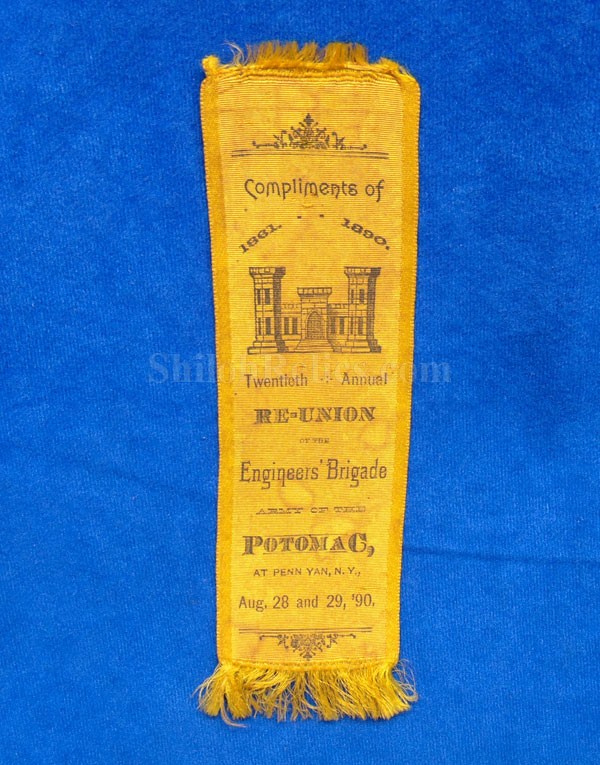 Compliments of
1861. - - 1890.
Twentieth Annual
RE-UNION
OF THE
Engineers' Brigade
ARMY OF THE
POTOMAC,
AT PENN YAN, N.Y.,
Aug. 28 and 29, '90.